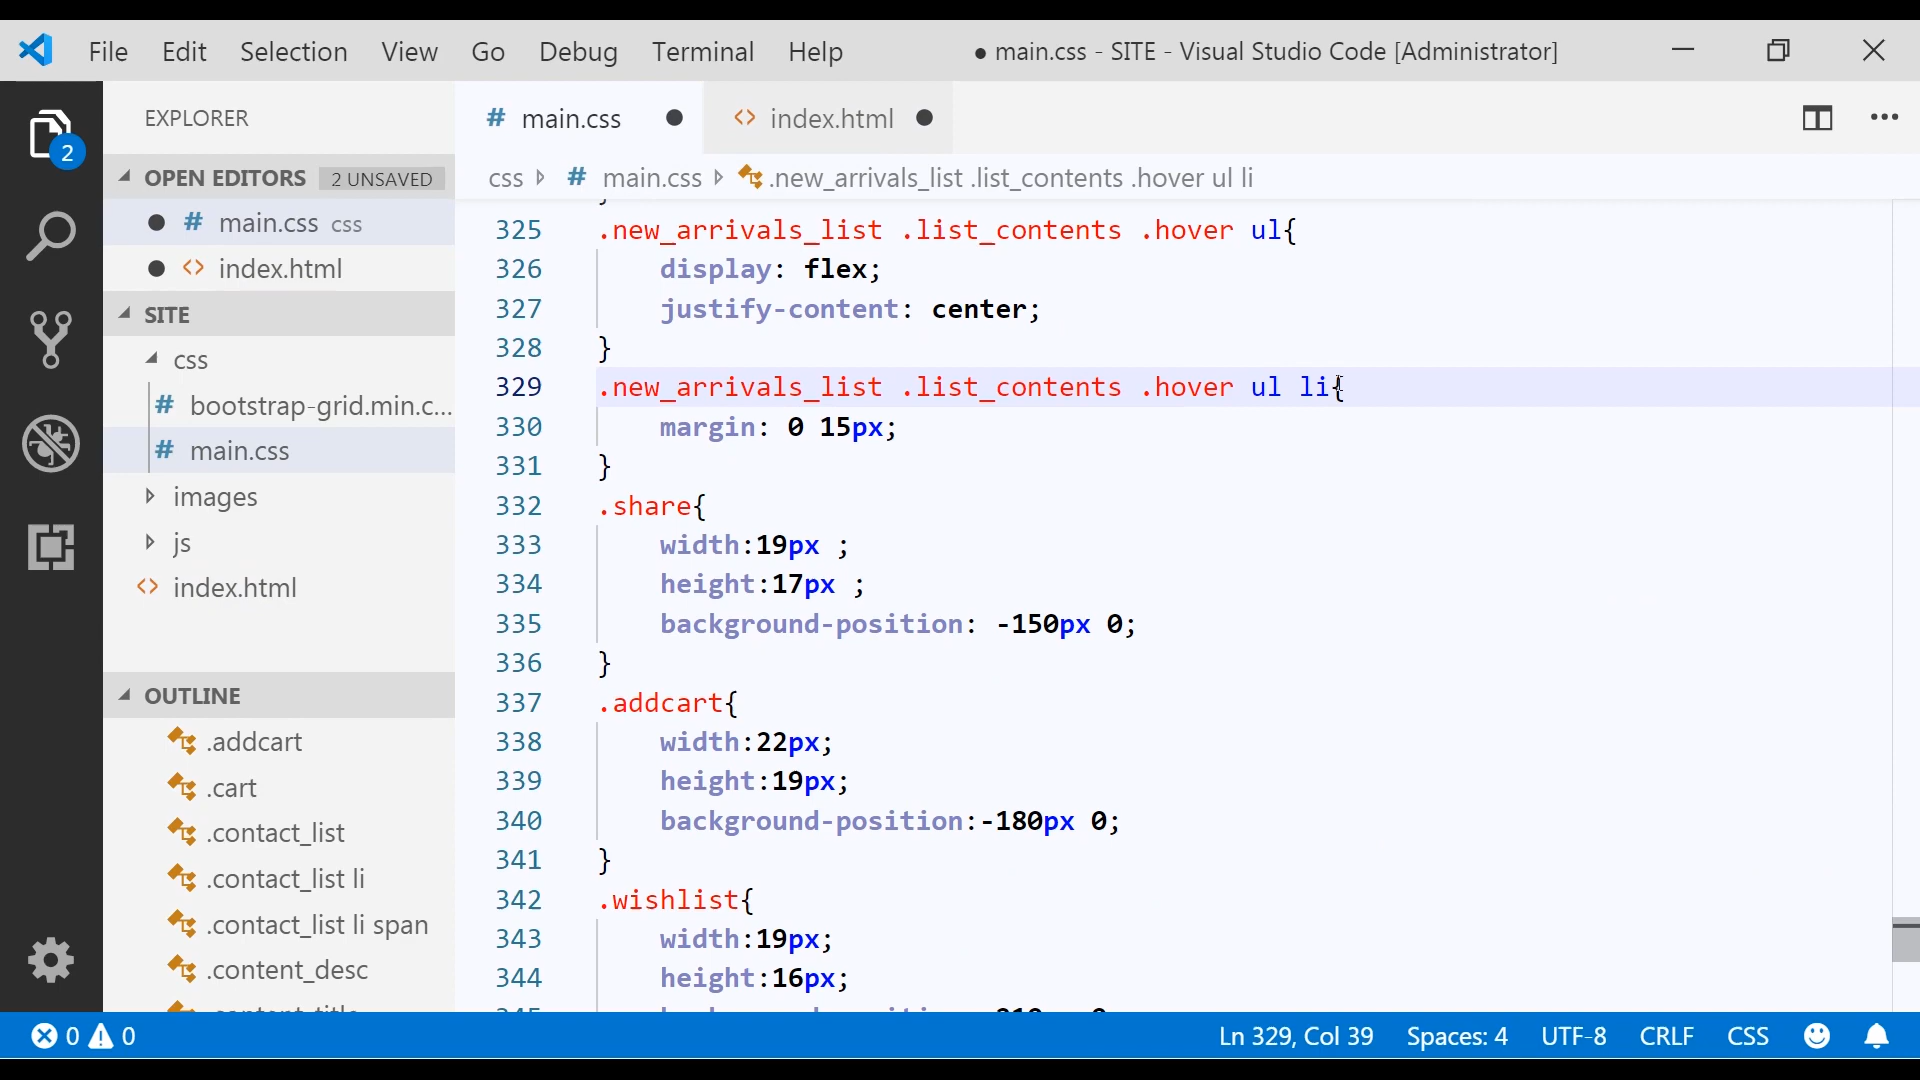 File Edit Selection View Go Debug Terminal Help ● main.css - SITE - Visual Studio Code [Administrator]
EXPLORER
# main.css ● <> index.html ●
2
OPEN EDITORS 2 UNSAVED
css > # main.css > .new_arrivals_list .list_contents .hover ul li
● # main.css css
● <> index.html
SITE
css
# bootstrap-grid.min.c...
# main.css
images
js
<> index.html
OUTLINE
.addcart
.cart
.contact_list
.contact_list li
.contact_list li span
.content_desc
.content_title
325 .new_arrivals_list .list_contents .hover ul{
326 display: flex;
327 justify-content: center;
328 }
329 .new_arrivals_list .list_contents .hover ul li{
330 margin: 0 15px;
331 }
332 .share{
333 width:19px ;
334 height:17px ;
335 background-position: -150px 0;
336 }
337 .addcart{
338 width:22px;
339 height:19px;
340 background-position:-180px 0;
341 }
342 .wishlist{
343 width:19px;
344 height:16px;
0 0 Ln 329, Col 39 Spaces: 4 UTF-8 CRLF CSS